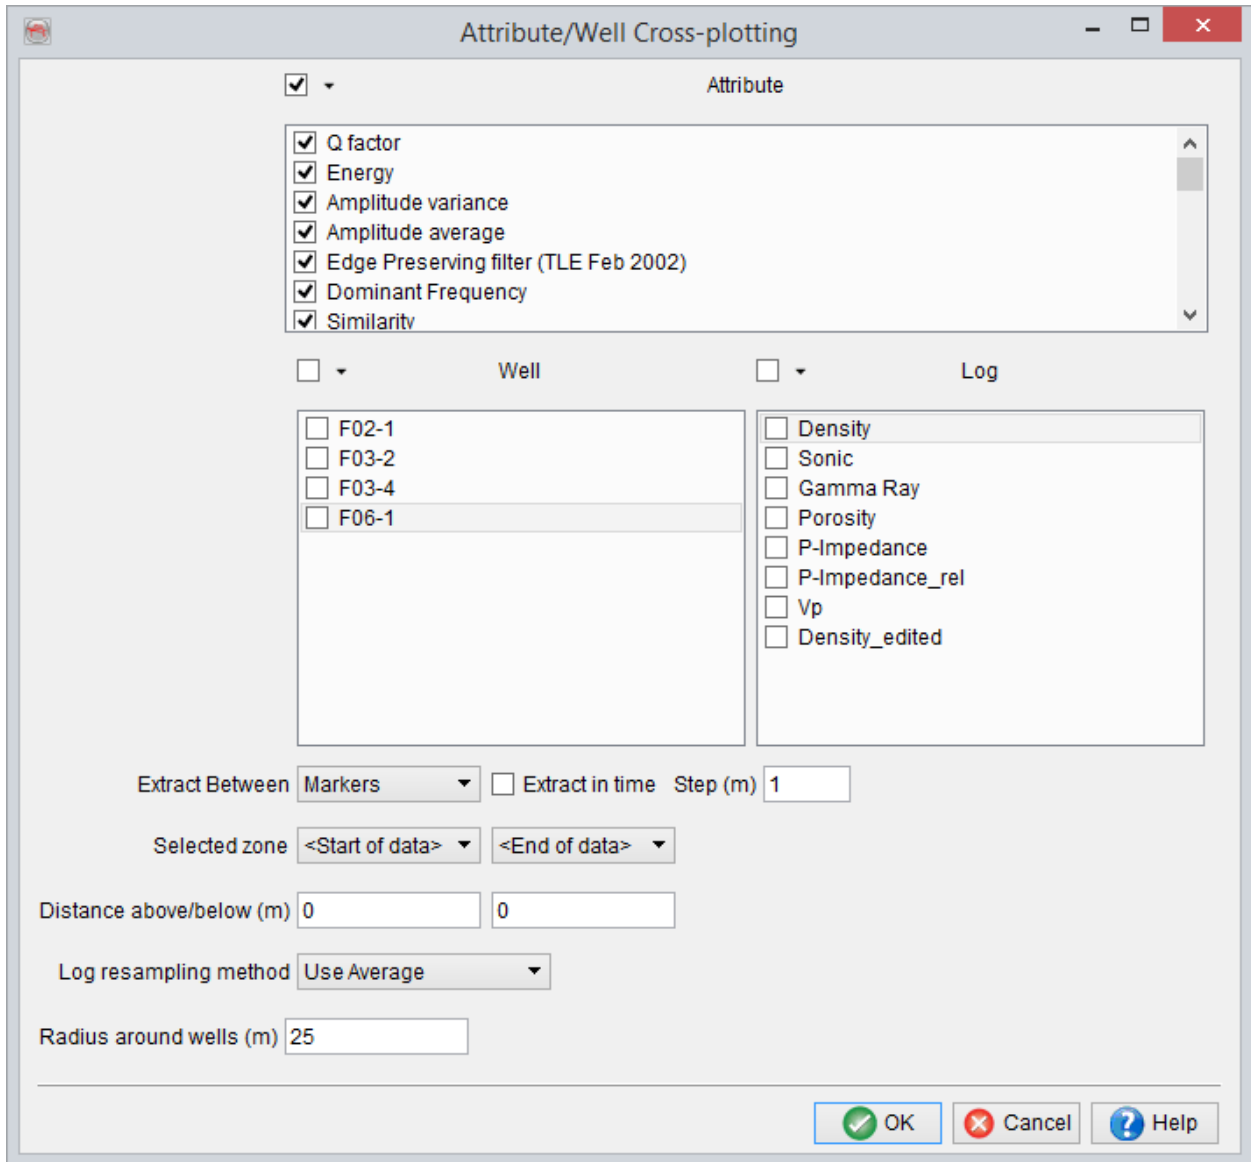 Attribute/Well Cross-plotting
Attribute
Q factor
Energy
Amplitude variance
Amplitude average
Edge Preserving filter (TLE Feb 2002)
Dominant Frequency
Similarity
Well Log
F02-1
F03-2
F03-4
F06-1
Density
Sonic
Gamma Ray
Porosity
P-Impedance
P-Impedance_rel
Vp
Density_edited
Extract Between Markers Extract in time Step (m) 1
Selected zone <Start of data> <End of data>
Distance above/below (m) 0 0
Log resampling method Use Average
Radius around wells (m) 25
OK Cancel Help